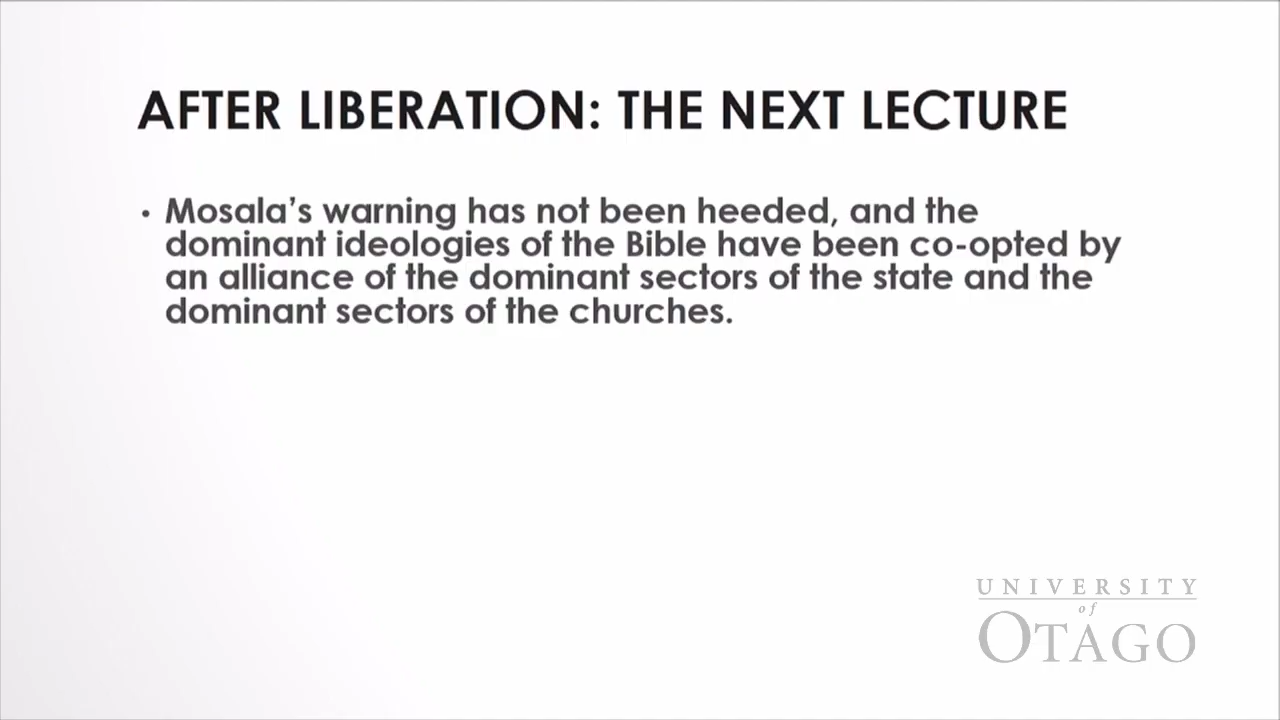 AFTER LIBERATION: THE NEXT LECTURE
• Mosala’s warning has not been heeded, and the
dominant ideologies of the Bible have been co-opted by
an alliance of the dominant sectors of the state and the
dominant sectors of the churches.
UNIVERSITY
of
OTAGO